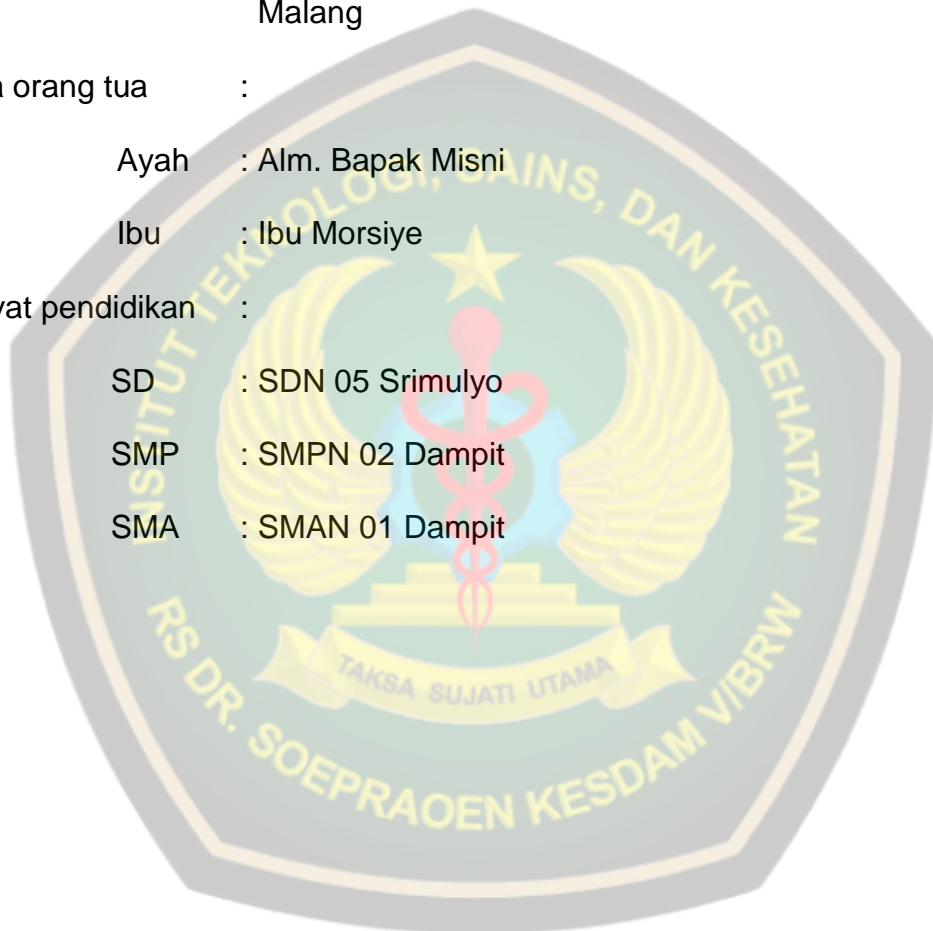 Malang
a orang tua :
Ayah : Alm. Bapak Misni
Ibu : Ibu Morsiye
yat pendidikan :
SD : SDN 05 Srimulyo
SMP : SMPN 02 Dampit
SMA : SMAN 01 Dampit
INSTITUT TEKNOLOGI, SAINS, DAN KESEHATAN
TAKSA SUJATI UTAMA
RS DR. SOEPRAOEN KESDAM V/BRW